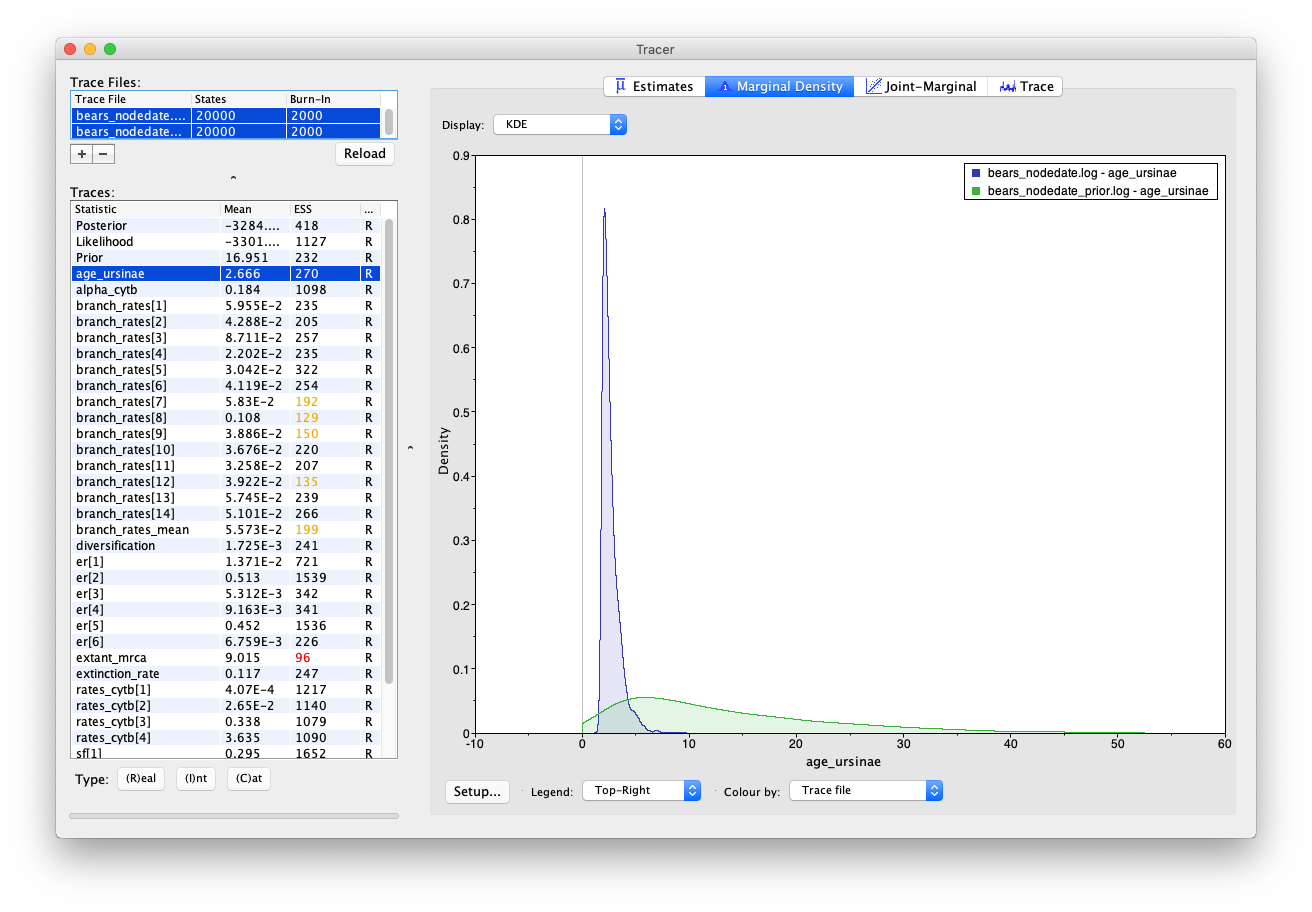 Tracer
Trace Files:
Trace File States Burn-In
bears_nodedate.... 20000 2000
bears_nodedate... 20000 2000
+ − Reload
Traces:
Statistic Mean ESS ...
Posterior −3284.... 418 R
Likelihood −3301.... 1127 R
Prior 16.951 232 R
age_ursinae 2.666 270 R
alpha_cytb 0.184 1098 R
branch_rates[1] 5.955E−2 235 R
branch_rates[2] 4.288E−2 205 R
branch_rates[3] 8.711E−2 257 R
branch_rates[4] 2.202E−2 235 R
branch_rates[5] 3.042E−2 322 R
branch_rates[6] 4.119E−2 254 R
branch_rates[7] 5.83E−2 192 R
branch_rates[8] 0.108 129 R
branch_rates[9] 3.886E−2 150 R
branch_rates[10] 3.676E−2 220 R
branch_rates[11] 3.258E−2 207 R
branch_rates[12] 3.922E−2 135 R
branch_rates[13] 5.745E−2 239 R
branch_rates[14] 5.101E−2 266 R
branch_rates_mean 5.573E−2 199 R
diversification 1.725E−3 241 R
er[1] 1.371E−2 721 R
er[2] 0.513 1539 R
er[3] 5.312E−3 342 R
er[4] 9.163E−3 341 R
er[5] 0.452 1536 R
er[6] 6.759E−3 226 R
extant_mrca 9.015 96 R
extinction_rate 0.117 247 R
rates_cytb[1] 4.07E−4 1217 R
rates_cytb[2] 2.65E−2 1140 R
rates_cytb[3] 0.338 1079 R
rates_cytb[4] 3.635 1090 R
sf[1] 0.295 1652 R
Type: (R)eal (I)nt (C)at
Estimates Marginal Density Joint-Marginal Trace
Display: KDE
bears_nodedate.log - age_ursinae
bears_nodedate_prior.log - age_ursinae
0.9
0.8
0.7
0.6
0.5
0.4
0.3
0.2
0.1
0
Density
-10 0 10 20 30 40 50 60
age_ursinae
Setup... Legend: Top-Right Colour by: Trace file